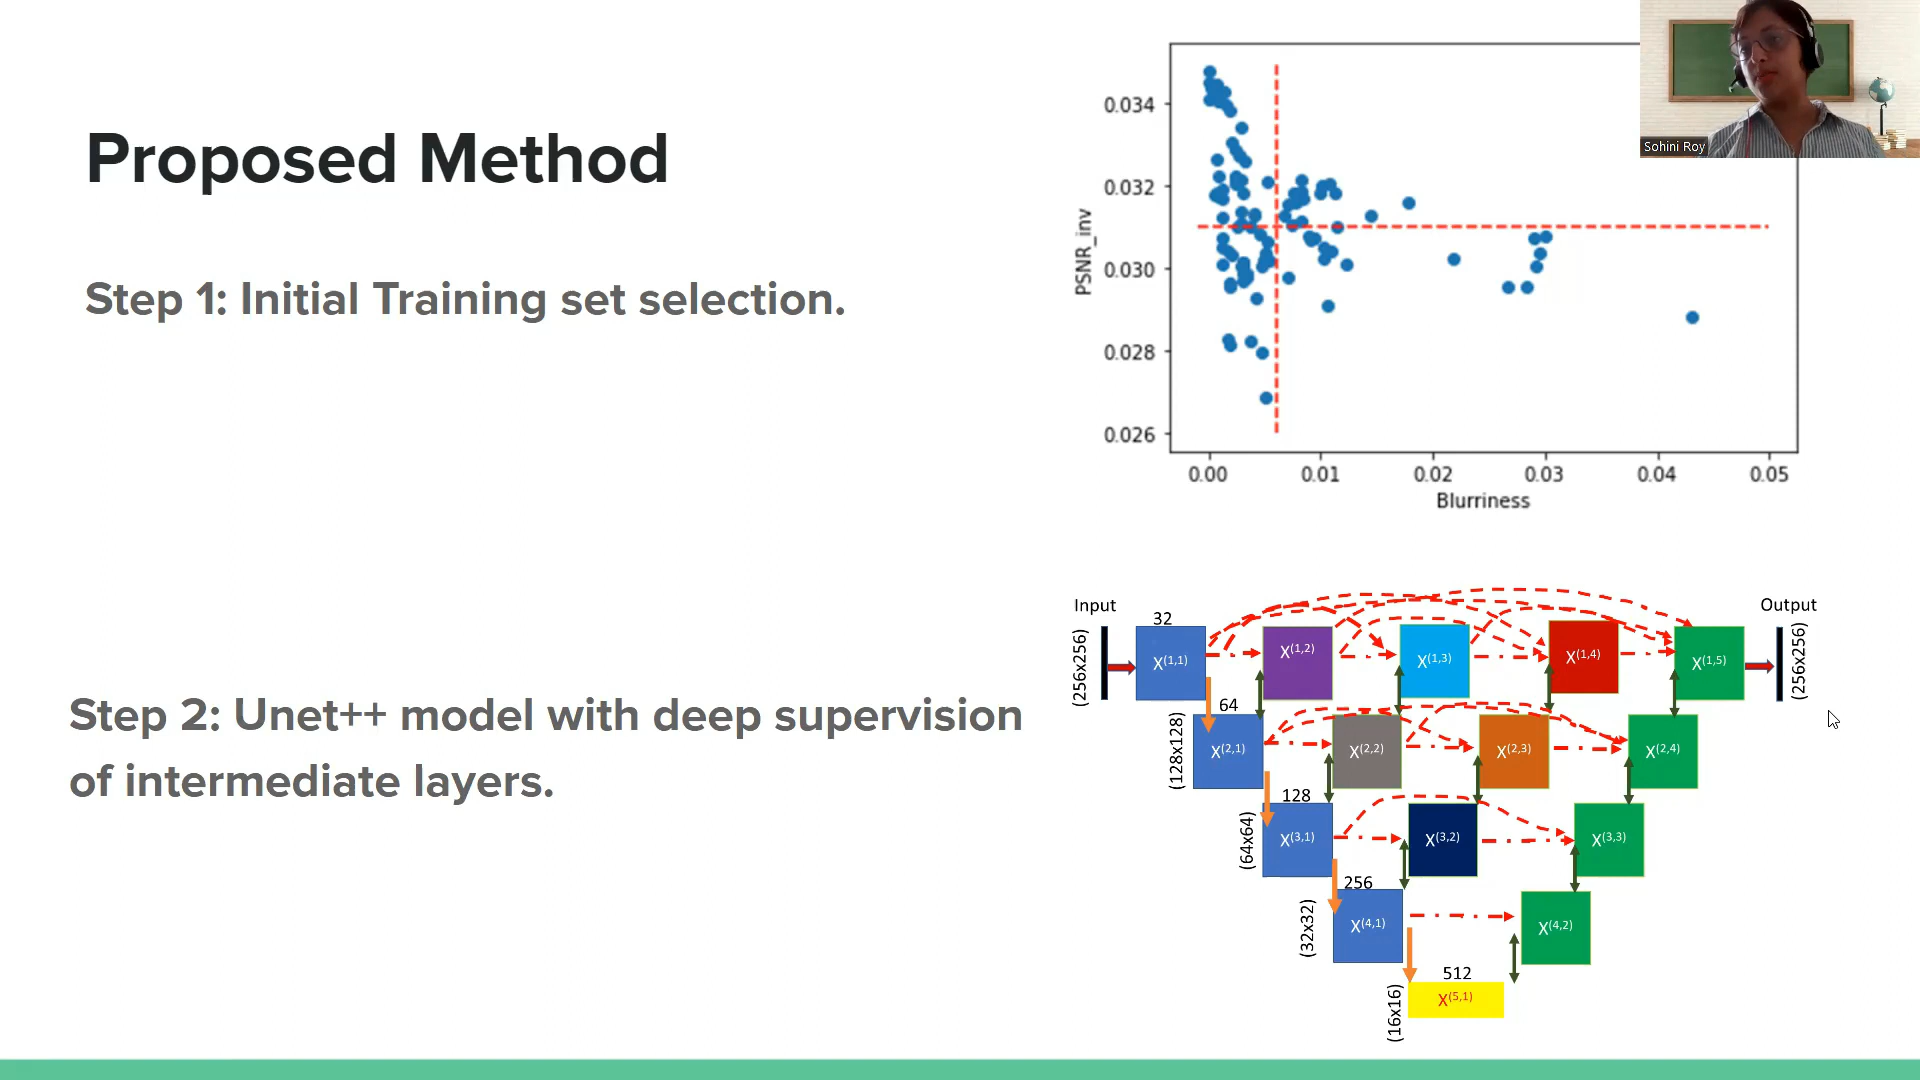 Proposed Method
Step 1: Initial Training set selection.
Step 2: Unet++ model with deep supervision
of intermediate layers.
Sohini Roy
PSNR_inv
0.034
0.032
0.030
0.028
0.026
0.00 0.01 0.02 0.03 0.04 0.05
Blurriness
Input
Output
32
(256x256)
X(1,1) X(1,2) X(1,3) X(1,4) X(1,5)
(256x256)
64
(128x128)
X(2,1) X(2,2) X(2,3) X(2,4)
128
(64x64)
X(3,1) X(3,2) X(3,3)
256
(32x32)
X(4,1) X(4,2)
512
(16x16)
X(5,1)